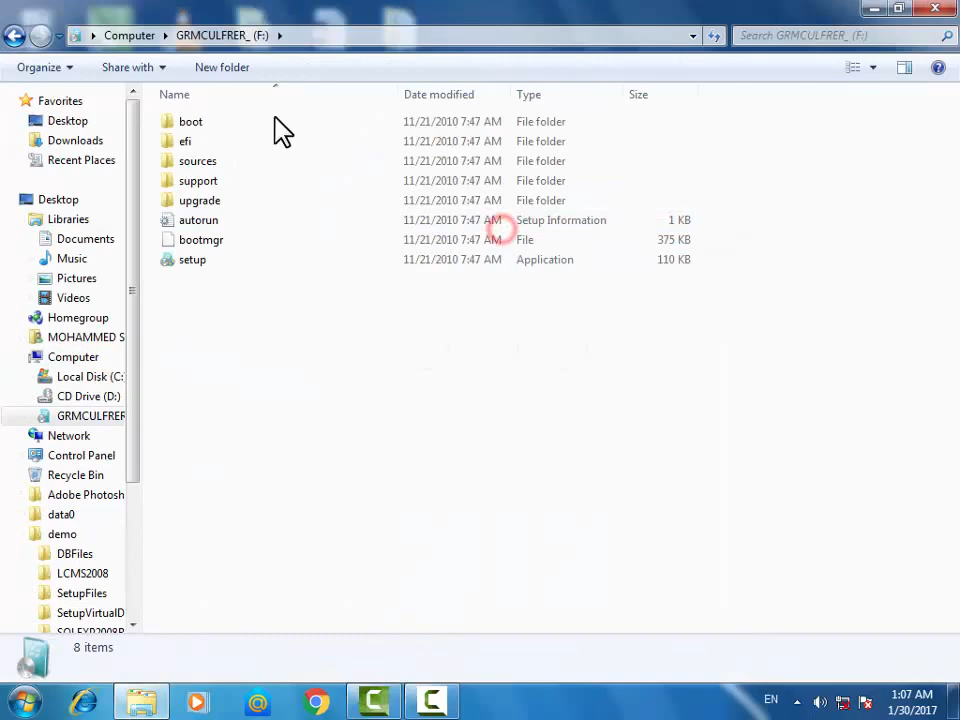 Computer
GRMCULFRER_ (F:)
Search GRMCULFRER_ (F:)
Organize
Share with
New folder
Name
Date modified
Type
Size
boot
11/21/2010 7:47 AM
File folder
efi
11/21/2010 7:47 AM
File folder
sources
11/21/2010 7:47 AM
File folder
support
11/21/2010 7:47 AM
File folder
upgrade
11/21/2010 7:47 AM
File folder
autorun
11/21/2010 7:47 AM
Setup Information
1 KB
bootmgr
11/21/2010 7:47 AM
File
375 KB
setup
11/21/2010 7:47 AM
Application
110 KB
Favorites
Desktop
Downloads
Recent Places
Desktop
Libraries
Documents
Music
Pictures
Videos
Homegroup
MOHAMMED S
Computer
Local Disk (C:
CD Drive (D:)
GRMCULFRER
Network
Control Panel
Recycle Bin
Adobe Photosh
data0
demo
DBFiles
LCMS2008
SetupFiles
SetupVirtualD
8 items
EN
1:07 AM
1/30/2017